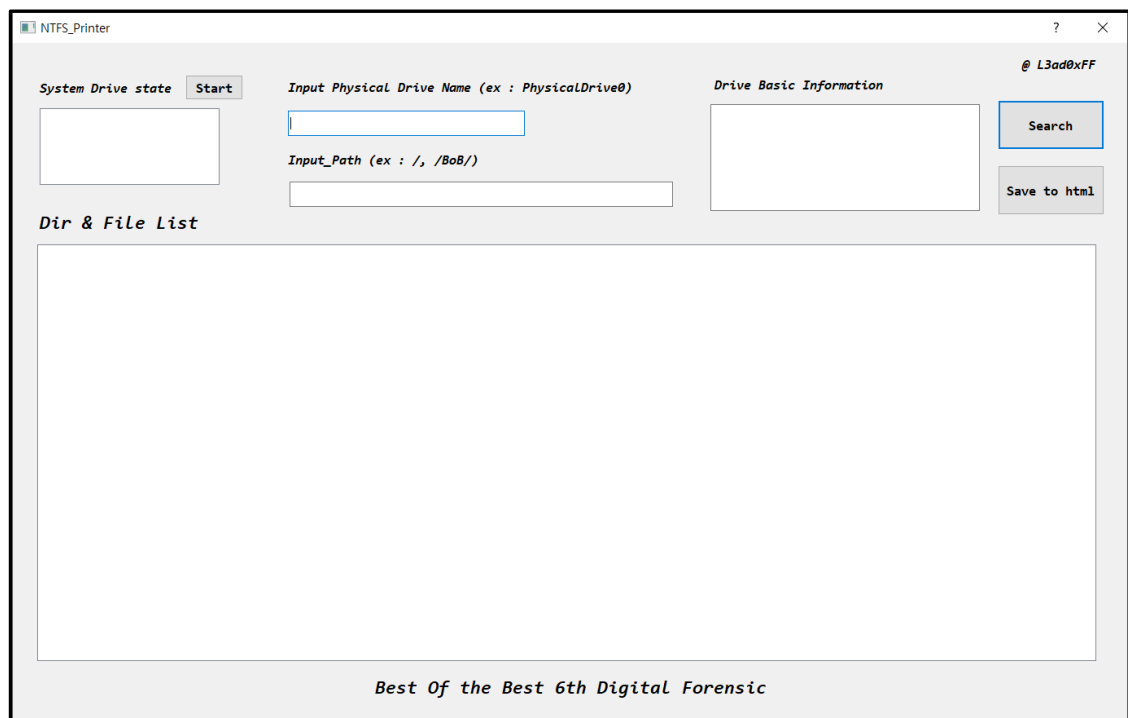 NTFS_Printer
?
@ L3ad0xFF
System Drive state
Start
Input Physical Drive Name (ex : PhysicalDrive0)
Drive Basic Information
Search
Input_Path (ex : /, /BoB/)
Save to html
Dir & File List
Best Of the Best 6th Digital Forensic